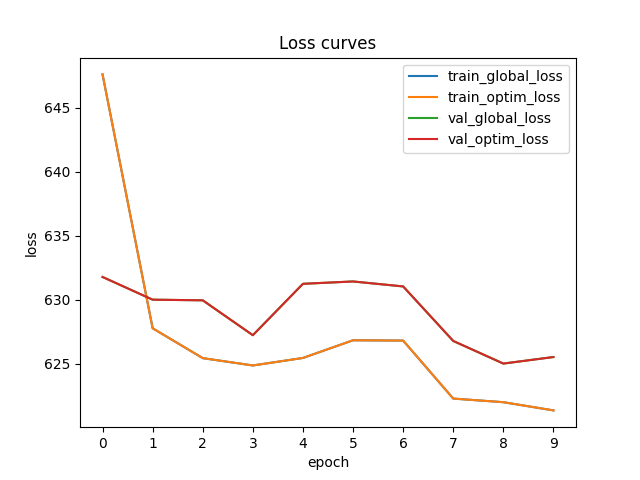 Loss curves
train_global_loss
train_optim_loss
val_global_loss
val_optim_loss
645
640
635
630
625
loss
0 1 2 3 4 5 6 7 8 9
epoch